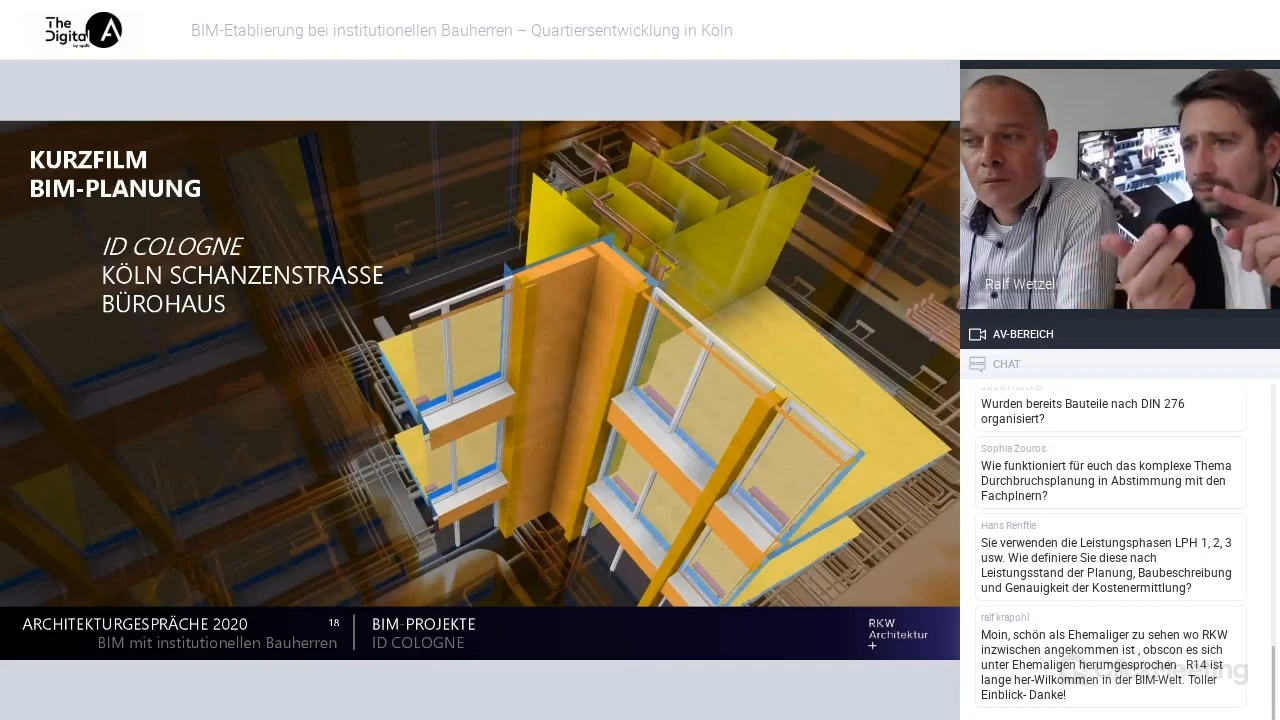 The
Digital
BIM-Etablierung bei institutionellen Bauherren – Quartiersentwicklung in Köln
KURZFILM
BIM-PLANUNG
ID COLOGNE
KÖLN SCHANZENSTRASSE
BÜROHAUS
ARCHITEKTURGESPRÄCHE 2020
BIM mit institutionellen Bauherren
18
BIM-PROJEKTE
ID COLOGNE
RKW
Architektur
+
Ralf Wetzel
AV-BEREICH
CHAT
Wurden bereits Bauteile nach DIN 276
organisiert?
Sophia Zouros
Wie funktioniert für euch das komplexe Thema
Durchbruchsplanung in Abstimmung mit den
Fachplnern?
Hans Renftle
Sie verwenden die Leistungsphasen LPH 1, 2, 3
usw. Wie definiere Sie diese nach
Leistungsstand der Planung, Baubeschreibung
und Genauigkeit der Kostenermittlung?
ralf krapohl
Moin, schön als Ehemaliger zu sehen wo RKW
inzwischen angekommen ist , obscon es sich
unter Ehemaligen herumgesprochen . R14 ist
lange her-Wilkommen in der BIM-Welt. Toller
Einblick- Danke!